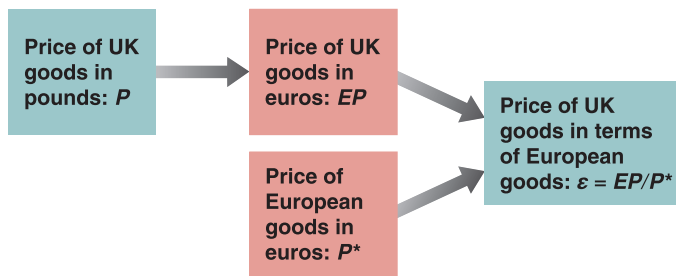 Price of UK
goods in
pounds: P
Price of UK
goods in
euros: EP
Price of
European
goods in
euros: P*
Price of UK
goods in terms
of European
goods: ε = EP/P*